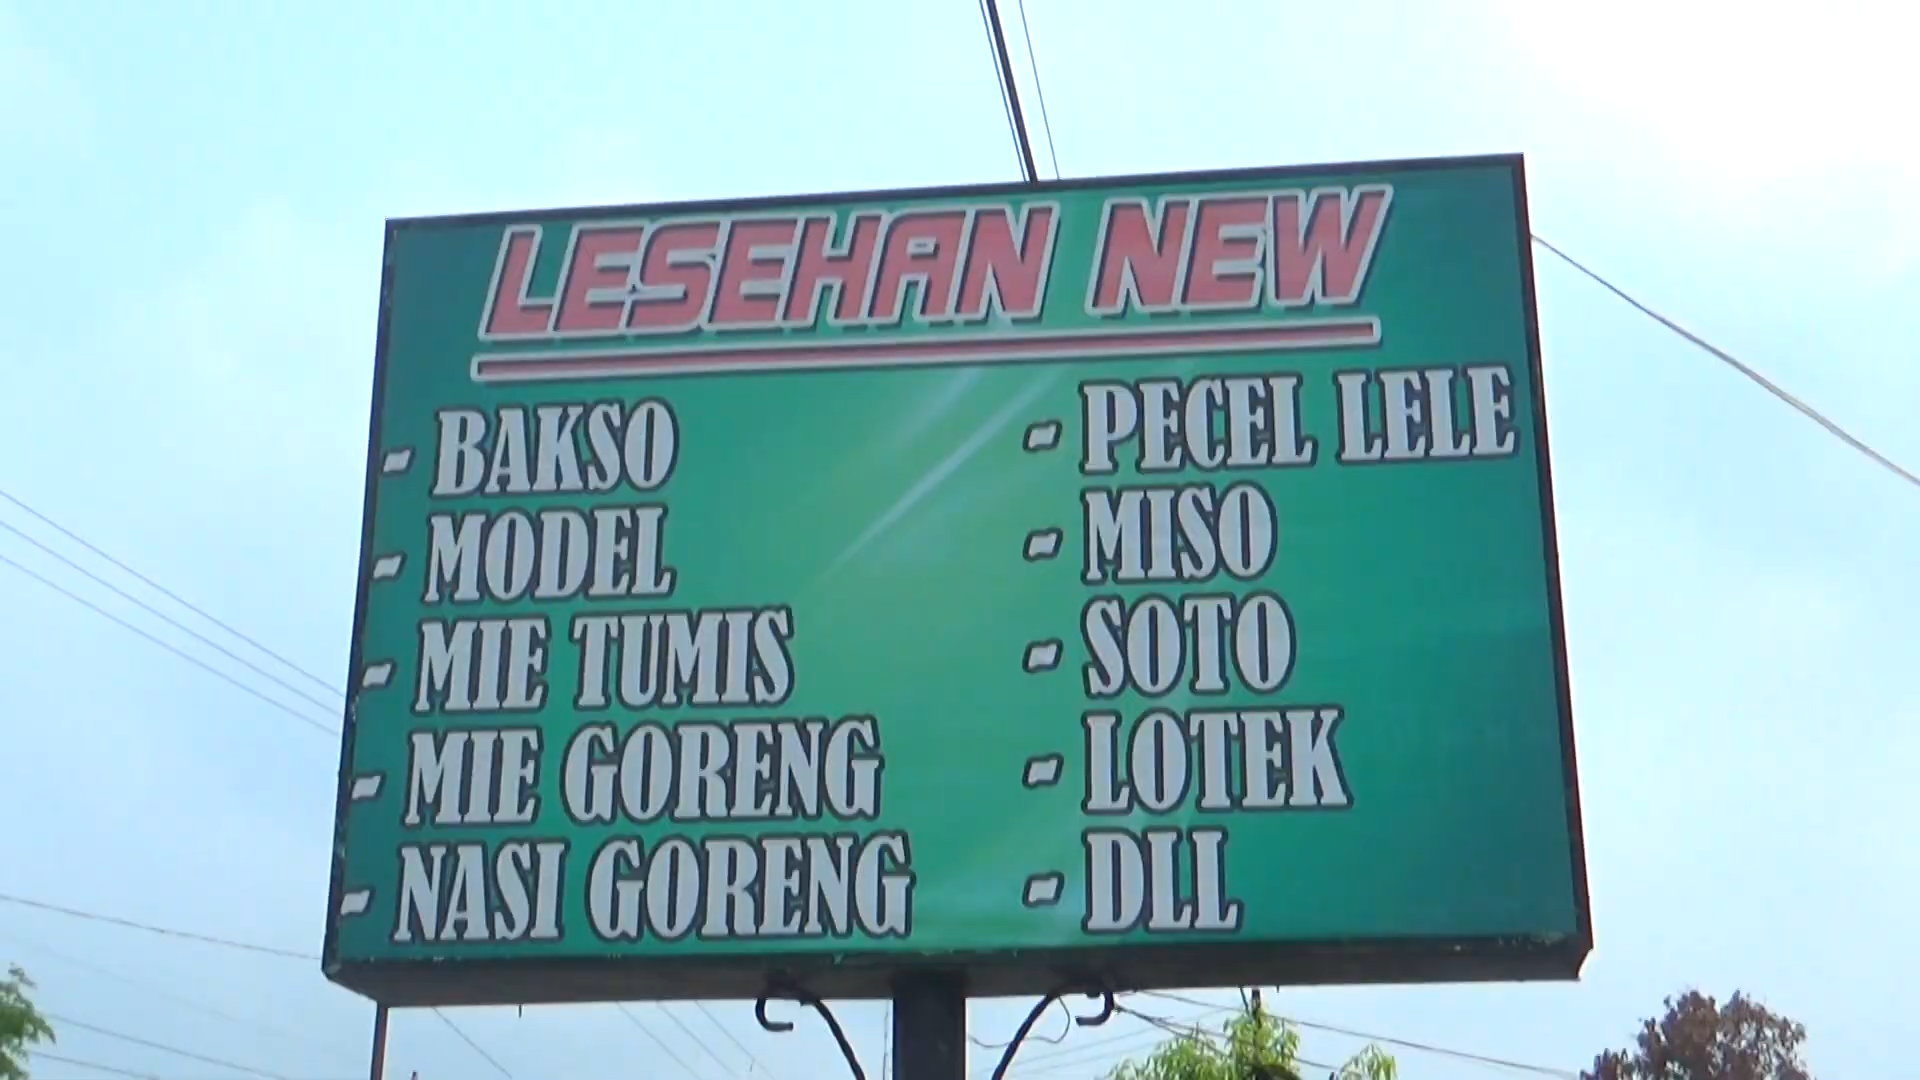 LESEHAN NEW
- BAKSO
- MODEL
- MIE TUMIS
- MIE GORENG
- NASI GORENG
- PECEL LELE
- MISO
- SOTO
- LOTEK
- DLL